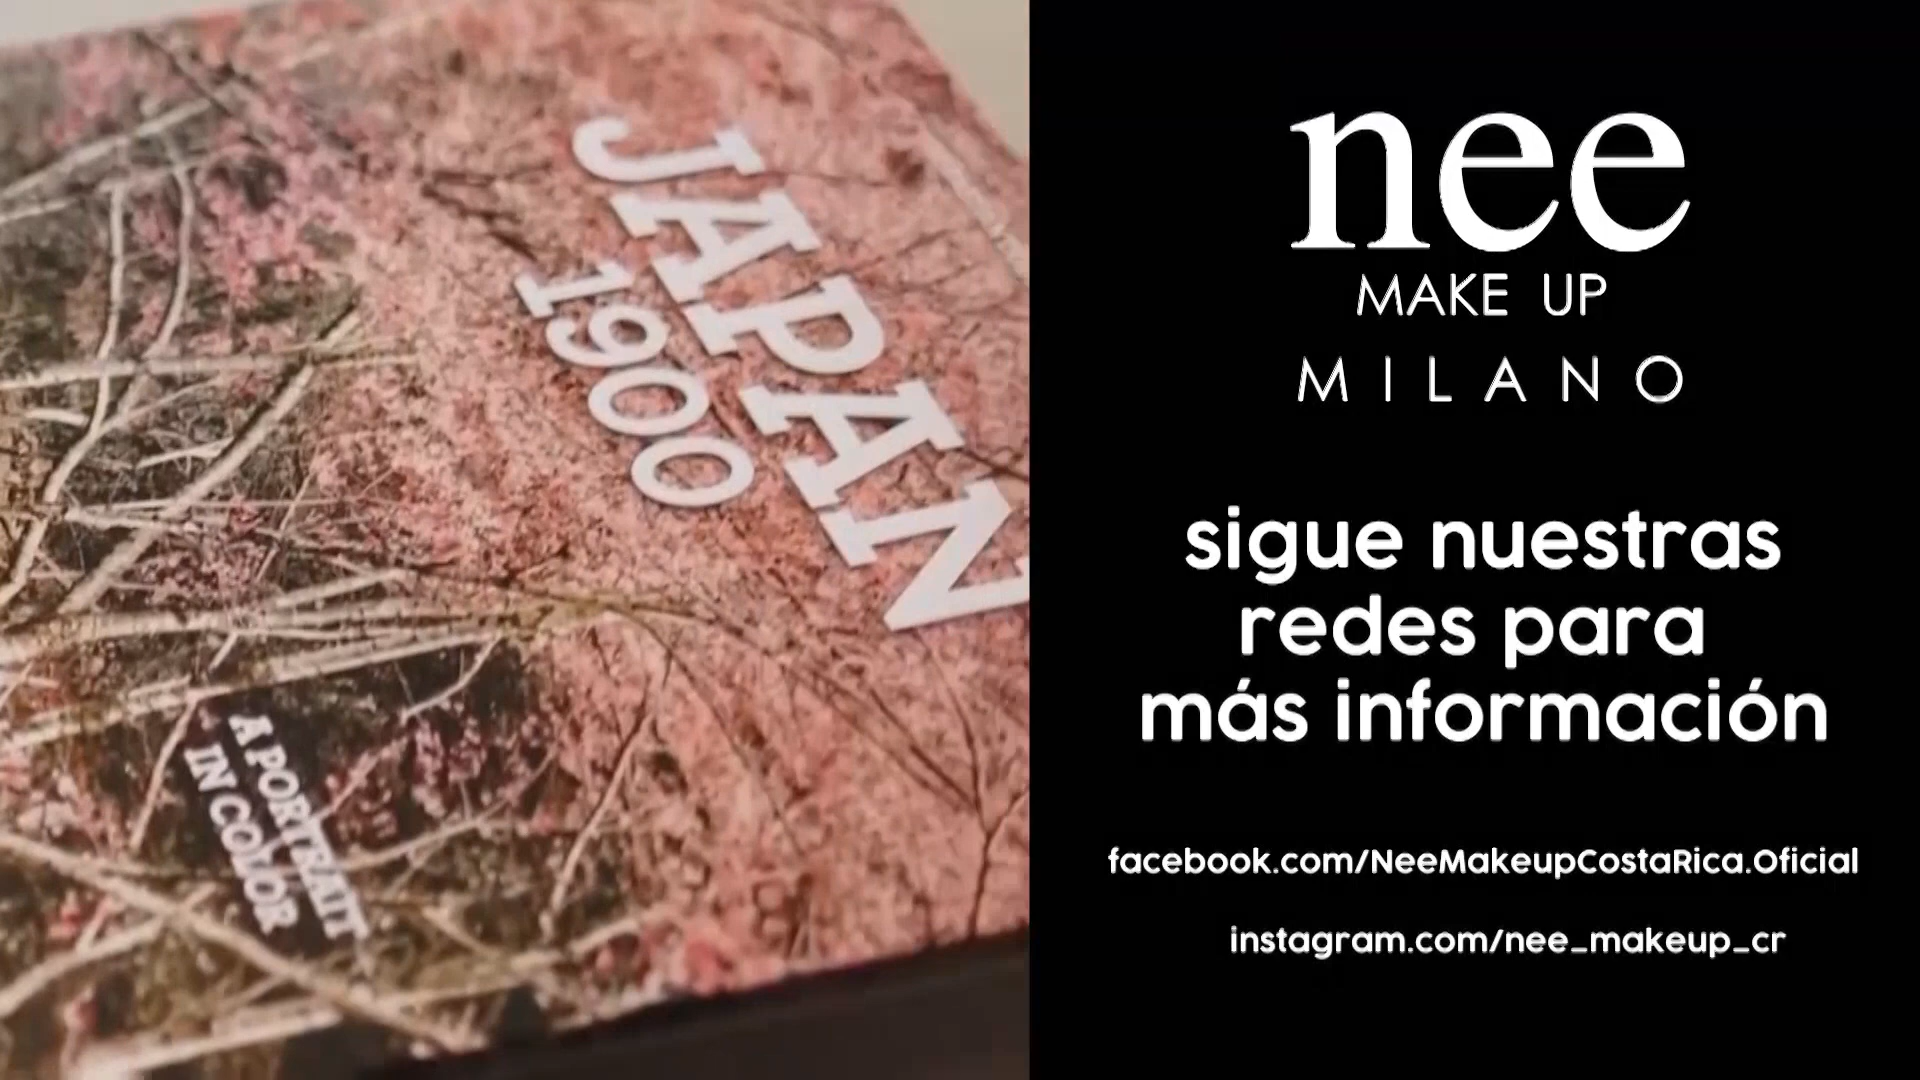 JAPAN
1900
A PORTRAIT
IN COLOR
nee
MAKE UP
MILANO
sigue nuestras
redes para
más información
facebook.com/NeeMakeupCostaRica.Oficial
instagram.com/nee_makeup_cr